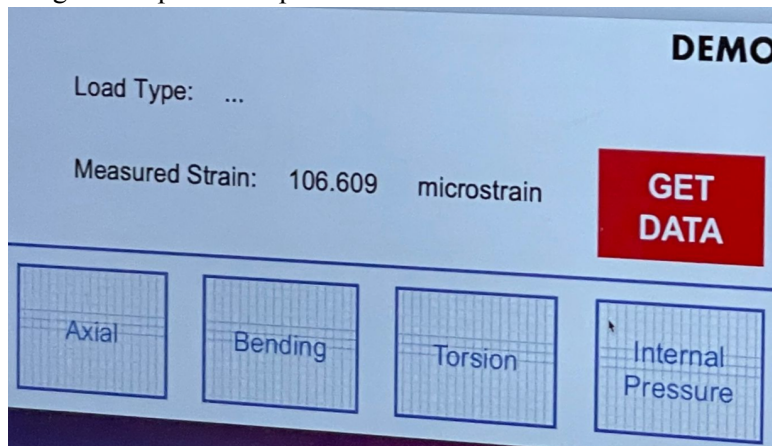 DEMO
Load Type: ...
Measured Strain: 106.609 microstrain
GET
DATA
Axial
Bending
Torsion
Internal
Pressure